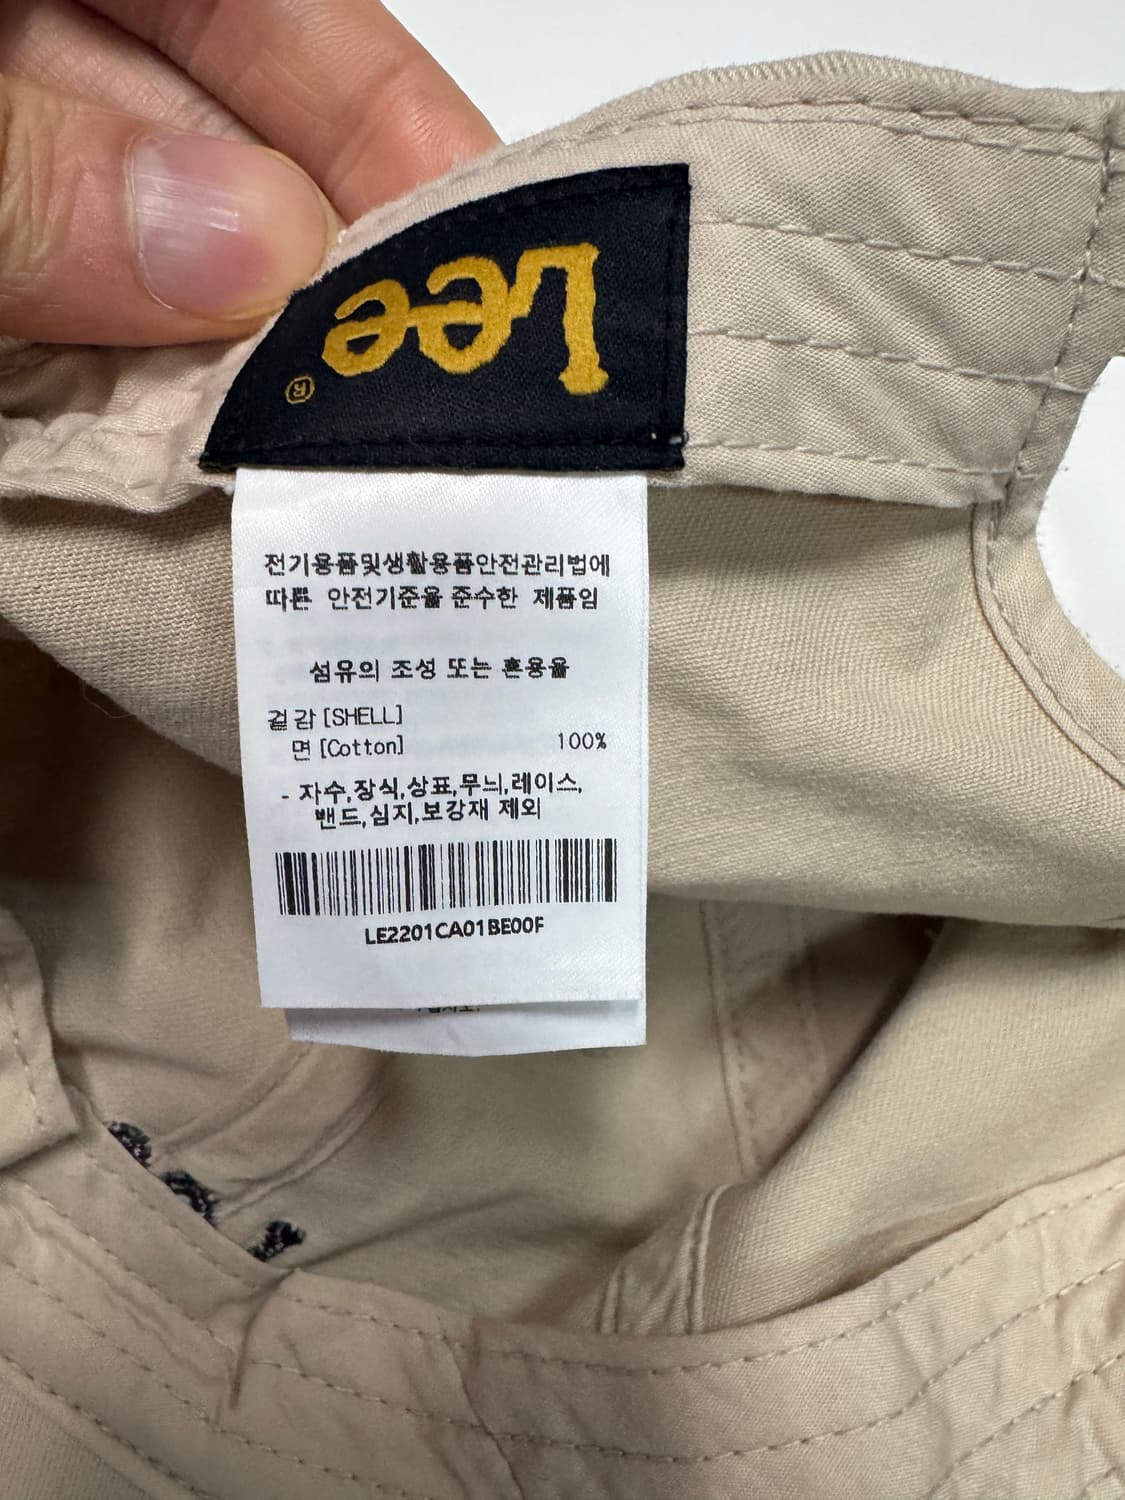 Lee
®
전기용품및생활용품안전관리법에
따른 안전기준을 준수한 제품임
섬유의 조성 또는 혼용율
겉감 [SHELL]
면 [Cotton] 100%
- 자수,장식,상표,무늬,레이스,
밴드,심지,보강재 제외
LE2201CA01BE00F